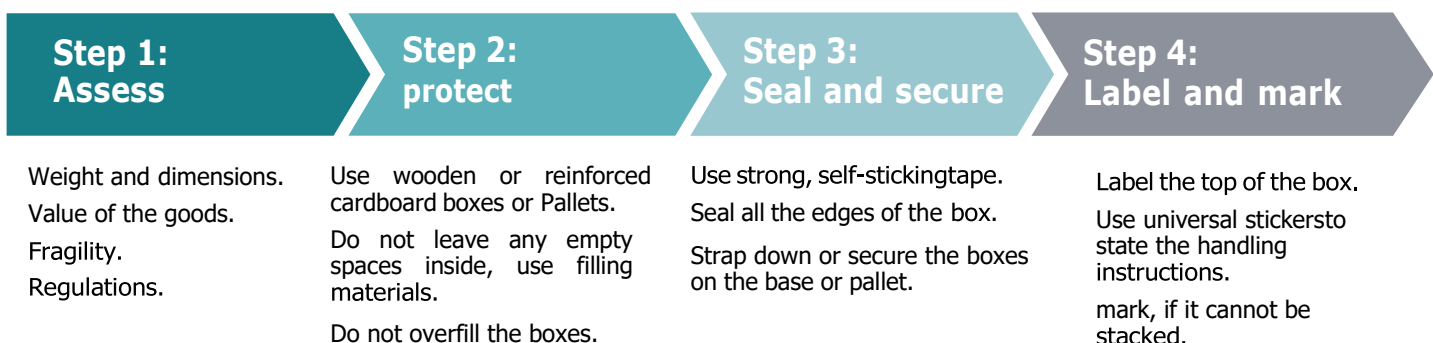 Step 1:
Assess
Weight and dimensions.
Value of the goods.
Fragility.
Regulations.
Step 2:
protect
Use wooden or reinforced
cardboard boxes or Pallets.
Do not leave any empty
spaces inside, use filling
materials.
Do not overfill the boxes.
Step 3:
Seal and secure
Use strong, self-stickingtape.
Seal all the edges of the box.
Strap down or secure the boxes
on the base or pallet.
Step 4:
Label and mark
Label the top of the box.
Use universal stickersto
state the handling
instructions.
mark, if it cannot be
stacked.